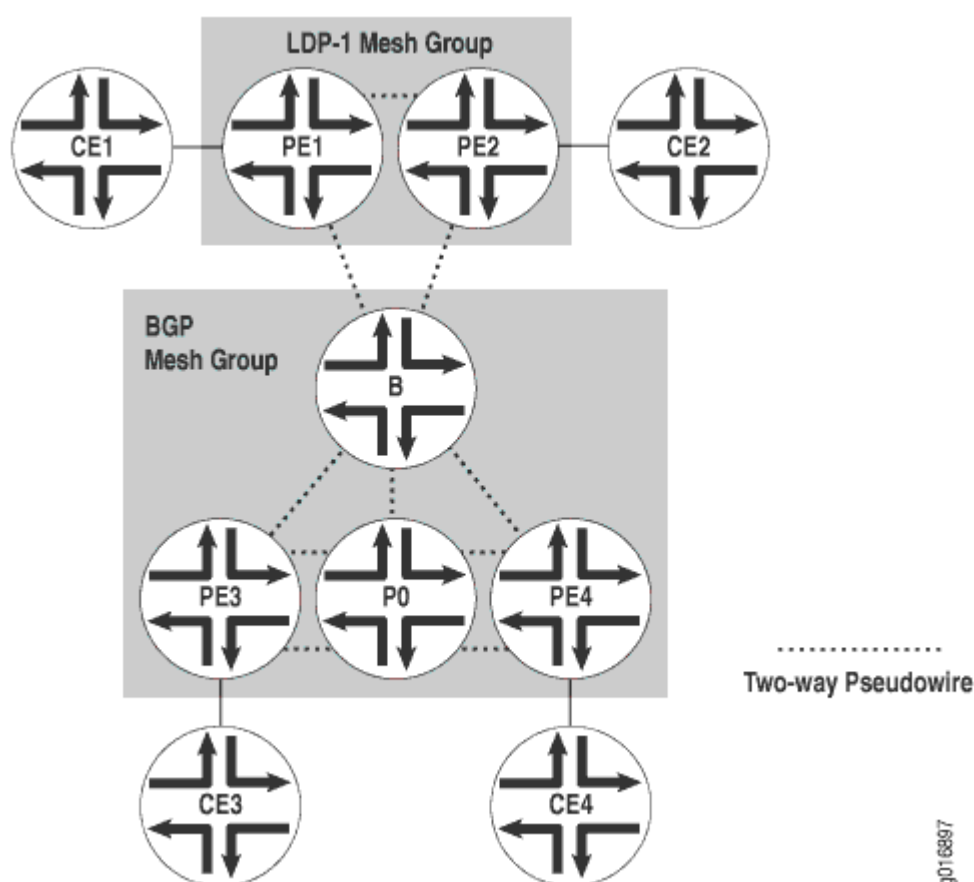 LDP-1 Mesh Group
CE1
PE1
PE2
CE2
BGP
Mesh Group
B
PE3
P0
PE4
Two-way Pseudowire
CE3
CE4
g016897